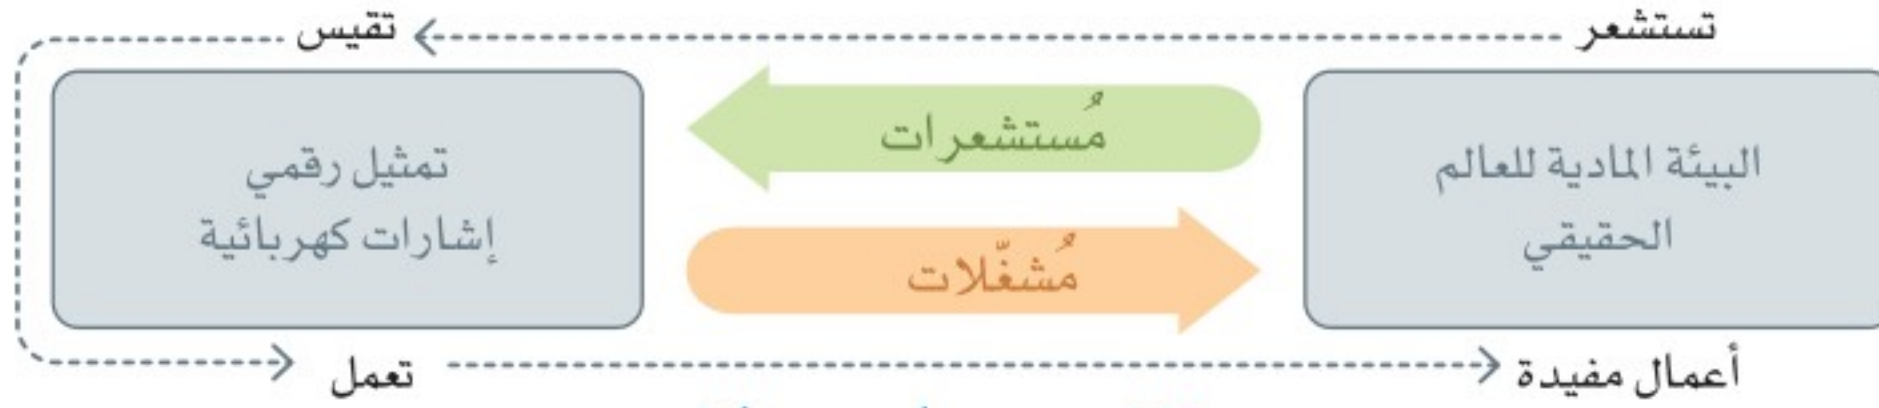 تستشعر
تقيس
البيئة المادية للعالم
الحقيقي
مُستشعرات
مُشغّلات
تمثيل رقمي
إشارات كهربائية
تعمل
أعمال مفيدة